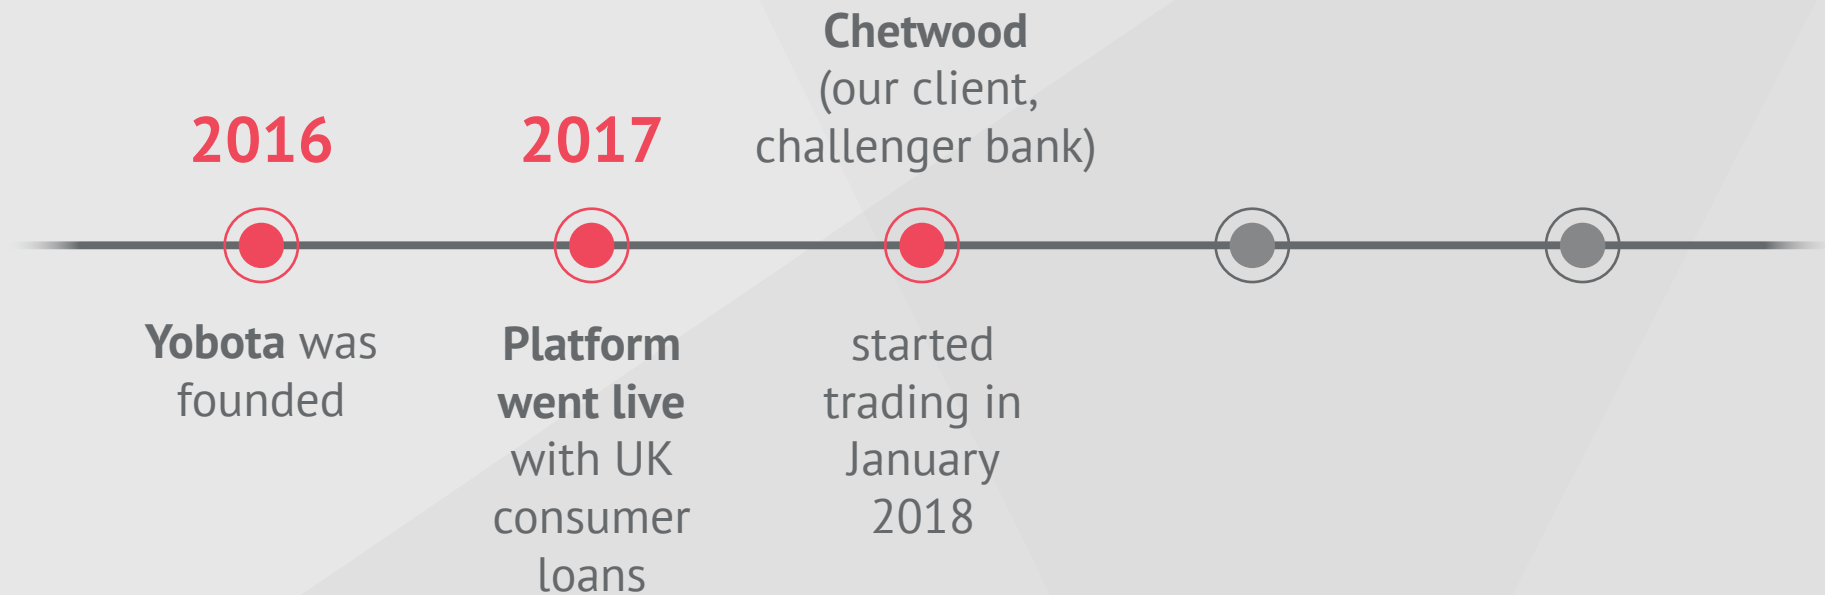 2016
Yobota was
founded
2017
Platform
went live
with UK
consumer
loans
Chetwood
(our client,
challenger bank)
started
trading in
January
2018